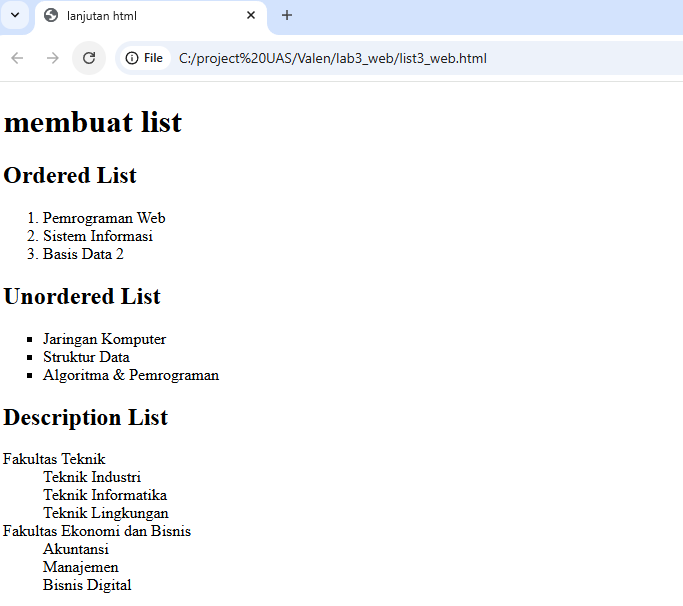 lanjutan html
File C:/project%20UAS/Valen/lab3_web/list3_web.html
membuat list
Ordered List
1. Pemrograman Web
2. Sistem Informasi
3. Basis Data 2
Unordered List
▪ Jaringan Komputer
▪ Struktur Data
▪ Algoritma & Pemrograman
Description List
Fakultas Teknik
Teknik Industri
Teknik Informatika
Teknik Lingkungan
Fakultas Ekonomi dan Bisnis
Akuntansi
Manajemen
Bisnis Digital